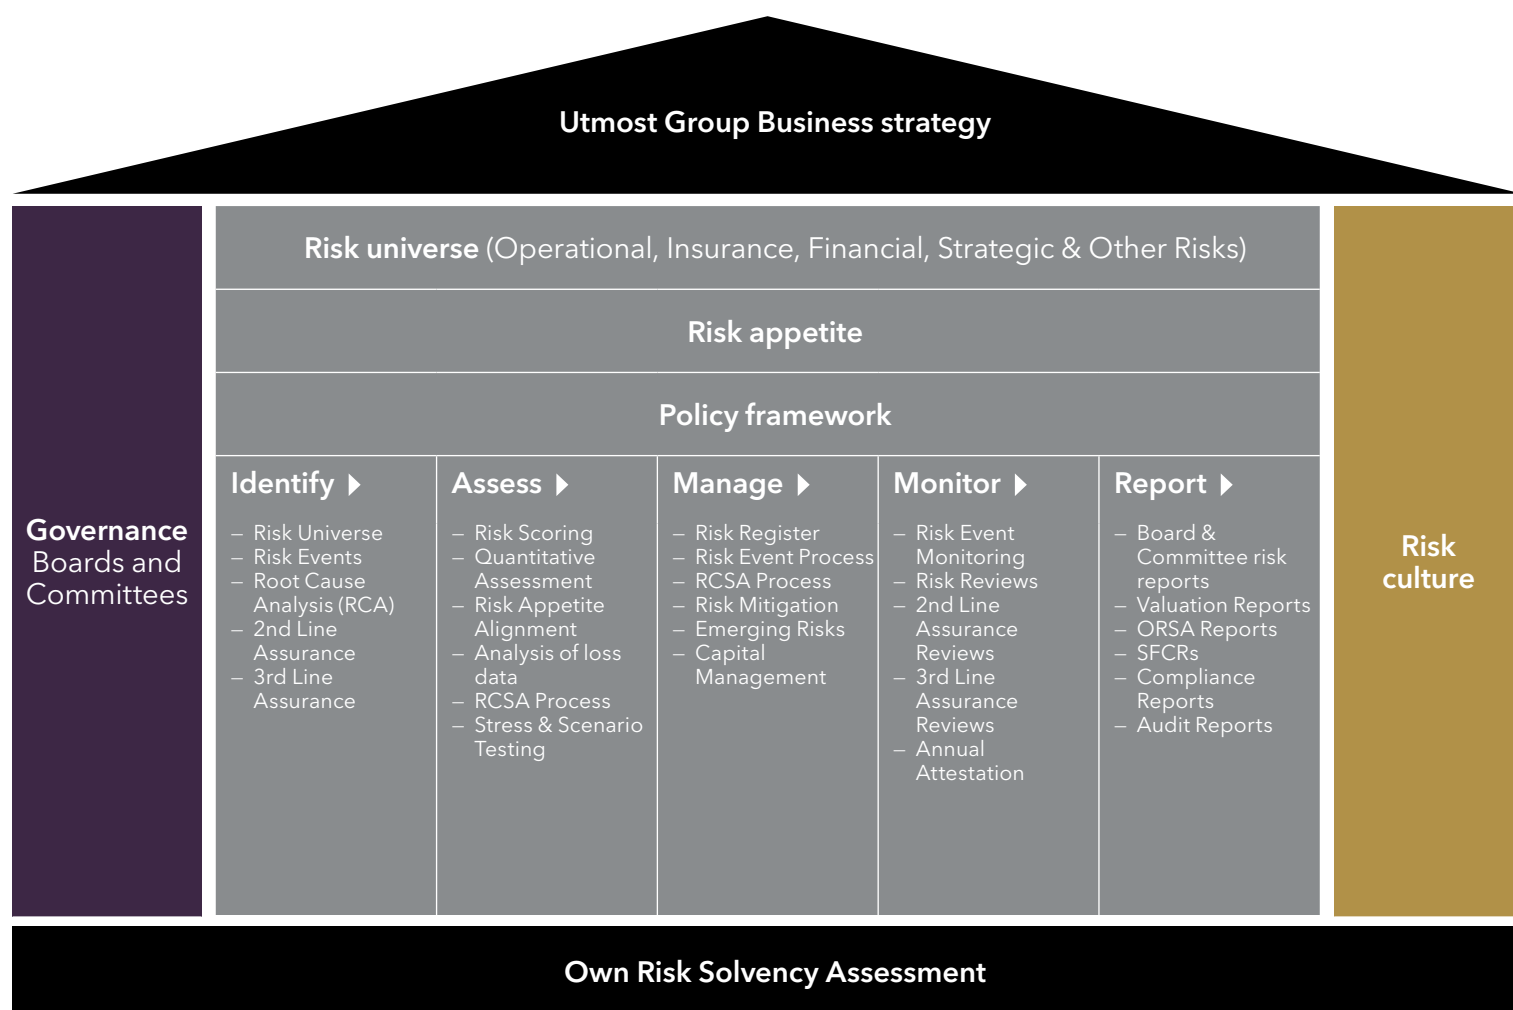 Utmost Group Business strategy
Risk universe (Operational, Insurance, Financial, Strategic & Other Risks)
Risk appetite
Policy framework
Governance
Boards and
Committees
Identify
– Risk Universe
– Risk Events
– Root Cause
Analysis (RCA)
– 2nd Line
Assurance
– 3rd Line
Assurance
Assess
– Risk Scoring
– Quantitative
Assessment
– Risk Appetite
Alignment
– Analysis of loss
data
– RCSA Process
– Stress & Scenario
Testing
Manage
– Risk Register
– Risk Event Process
– RCSA Process
– Risk Mitigation
– Emerging Risks
– Capital
Management
Monitor
– Risk Event
Monitoring
– Risk Reviews
– 2nd Line
Assurance
Reviews
– 3rd Line
Assurance
Reviews
– Annual
Attestation
Report
– Board &
Committee risk
reports
– Valuation Reports
– ORSA Reports
– SFCRs
– Compliance
Reports
– Audit Reports
Risk
culture
Own Risk Solvency Assessment